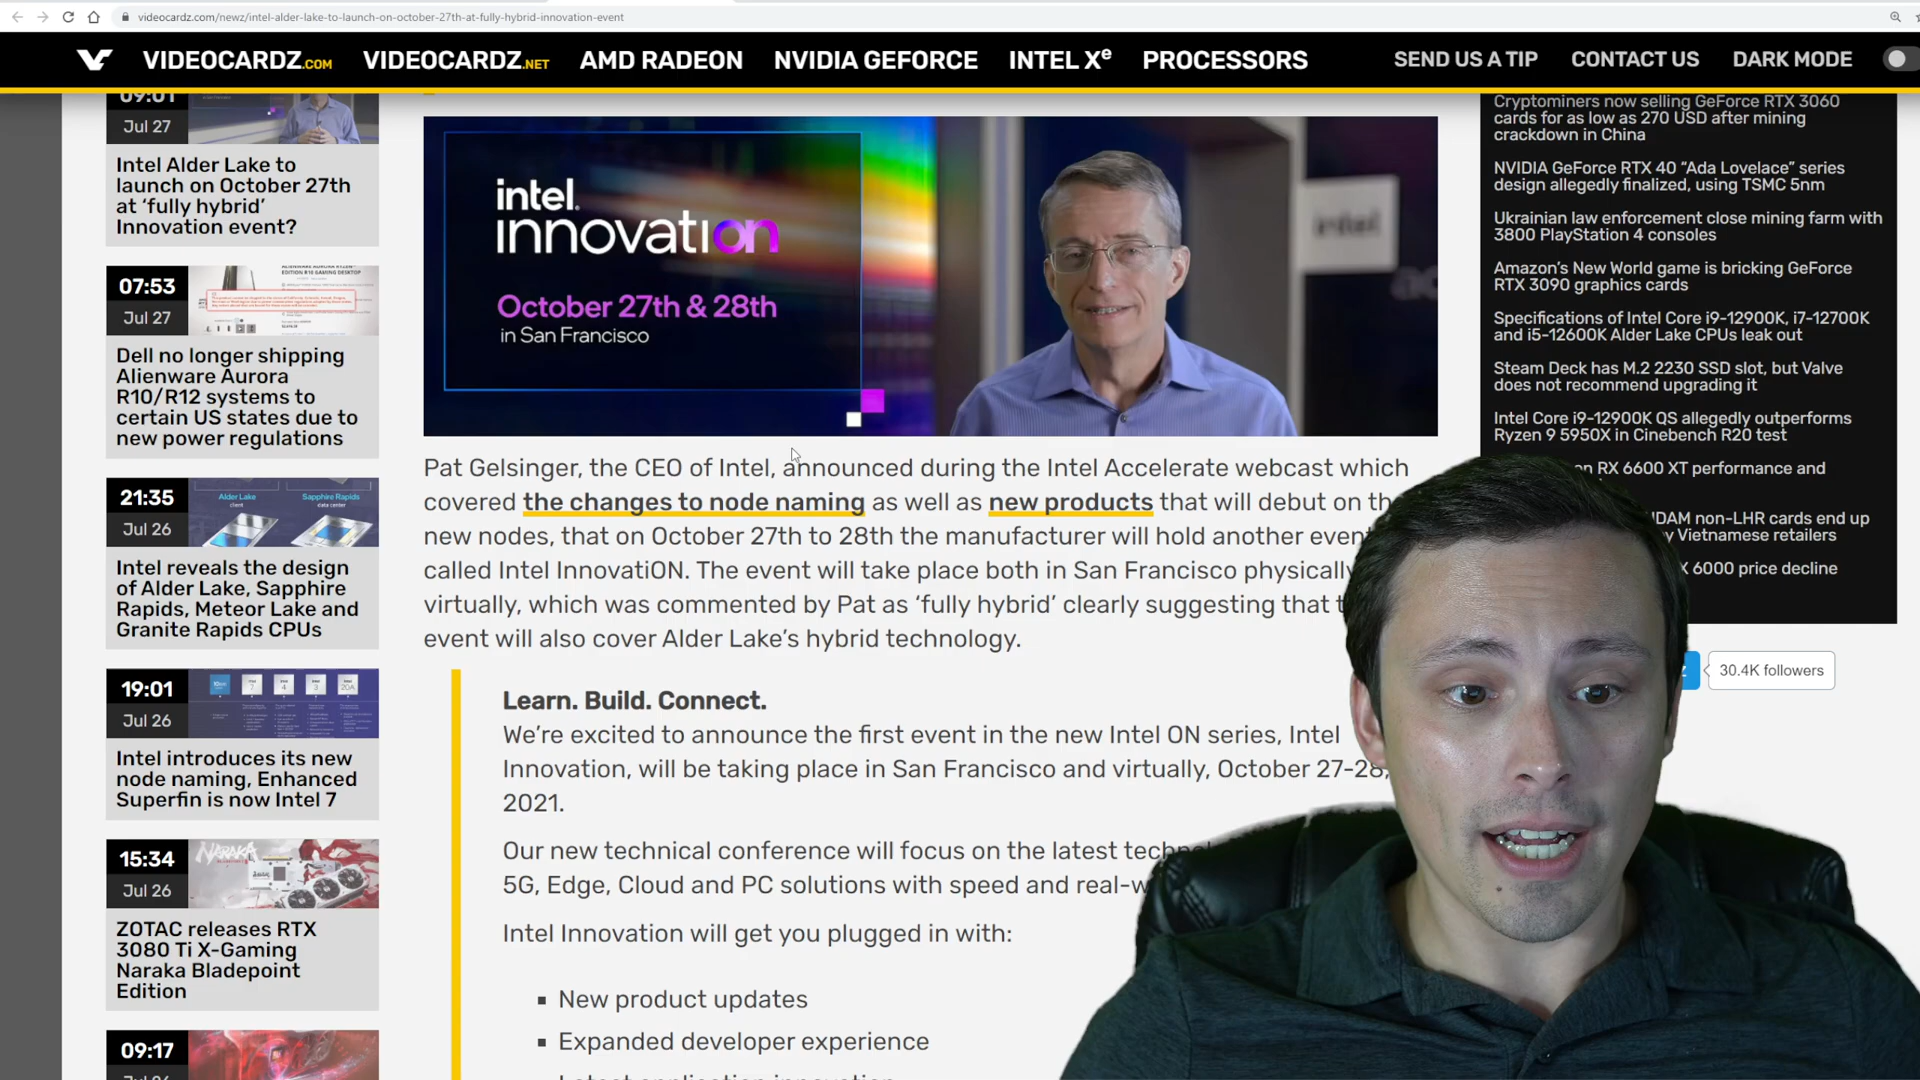 videocardz.com/newz/intel-alder-lake-to-launch-on-october-27th-at-fully-hybrid-innovation-event
VIDEOCARDZ.COM
VIDEOCARDZ.NET
AMD RADEON
NVIDIA GEFORCE
INTEL Xe
PROCESSORS
SEND US A TIP
CONTACT US
DARK MODE
09:01
Jul 27
Intel Alder Lake to
launch on October 27th
at ‘fully hybrid’
Innovation event?
07:53
Jul 27
Dell no longer shipping
Alienware Aurora
R10/R12 systems to
certain US states due to
new power regulations
21:35
Jul 26
Alder Lake
client
Sapphire Rapids
data center
Intel reveals the design
of Alder Lake, Sapphire
Rapids, Meteor Lake and
Granite Rapids CPUs
19:01
Jul 26
Intel introduces its new
node naming, Enhanced
Superfin is now Intel 7
15:34
Jul 26
NARAKA
ZOTAC releases RTX
3080 Ti X-Gaming
Naraka Bladepoint
Edition
09:17
intel.
innovation
October 27th & 28th
in San Francisco
intel
Pat Gelsinger, the CEO of Intel, announced during the Intel Accelerate webcast which
covered the changes to node naming as well as new products that will debut on th
new nodes, that on October 27th to 28th the manufacturer will hold another even
called Intel InnovatiON. The event will take place both in San Francisco physically
virtually, which was commented by Pat as ‘fully hybrid’ clearly suggesting that t
event will also cover Alder Lake’s hybrid technology.
Learn. Build. Connect.
We’re excited to announce the first event in the new Intel ON series, Intel
Innovation, will be taking place in San Francisco and virtually, October 27-28,
2021.
Our new technical conference will focus on the latest techn
5G, Edge, Cloud and PC solutions with speed and real-w
Intel Innovation will get you plugged in with:
▪ New product updates
▪ Expanded developer experience
Cryptominers now selling GeForce RTX 3060
cards for as low as 270 USD after mining
crackdown in China
NVIDIA GeForce RTX 40 “Ada Lovelace” series
design allegedly finalized, using TSMC 5nm
Ukrainian law enforcement close mining farm with
3800 PlayStation 4 consoles
Amazon’s New World game is bricking GeForce
RTX 3090 graphics cards
Specifications of Intel Core i9-12900K, i7-12700K
and i5-12600K Alder Lake CPUs leak out
Steam Deck has M.2 2230 SSD slot, but Valve
does not recommend upgrading it
Intel Core i9-12900K QS allegedly outperforms
Ryzen 9 5950X in Cinebench R20 test
on RX 6600 XT performance and
non-LHR cards end up
Vietnamese retailers
6000 price decline
30.4K followers